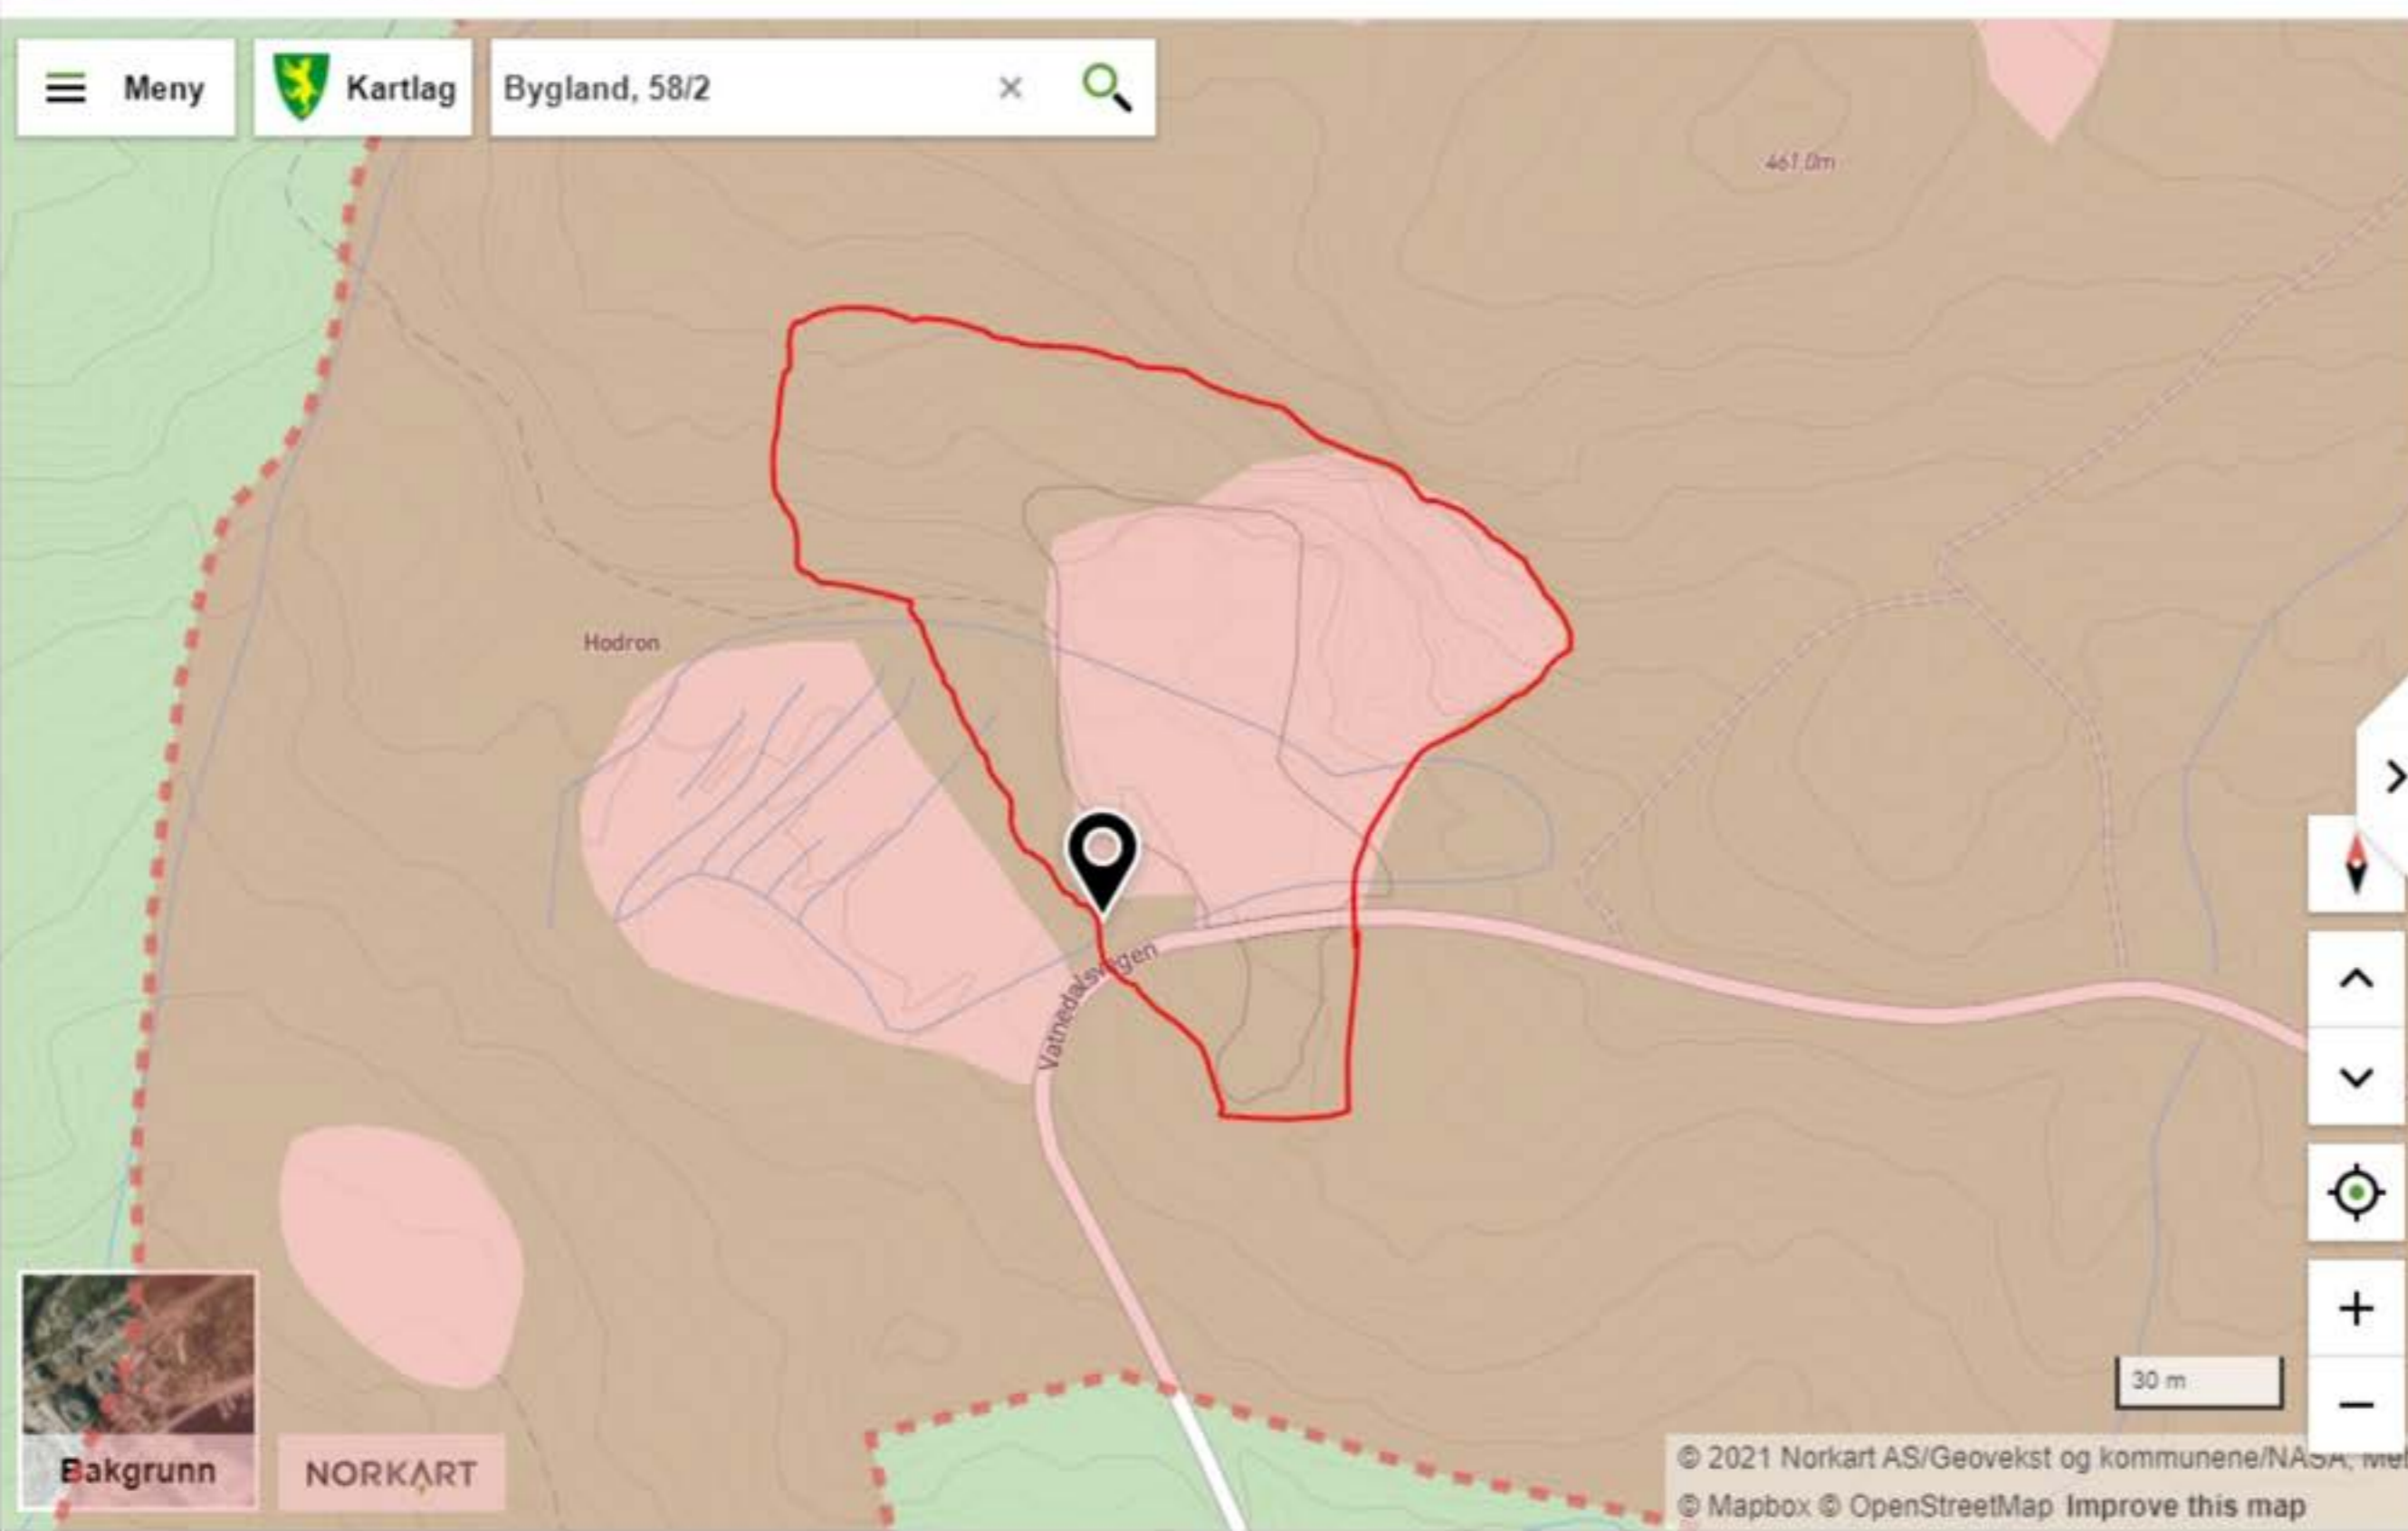 Meny
Kartlag
Bygland, 58/2
461.0m
Hodron
Vatnedalsvegen
30 m
Bakgrunn
NORKART
© 2021 Norkart AS/Geovekst og kommunene/NASA,
© Mapbox © OpenStreetMap Improve this map